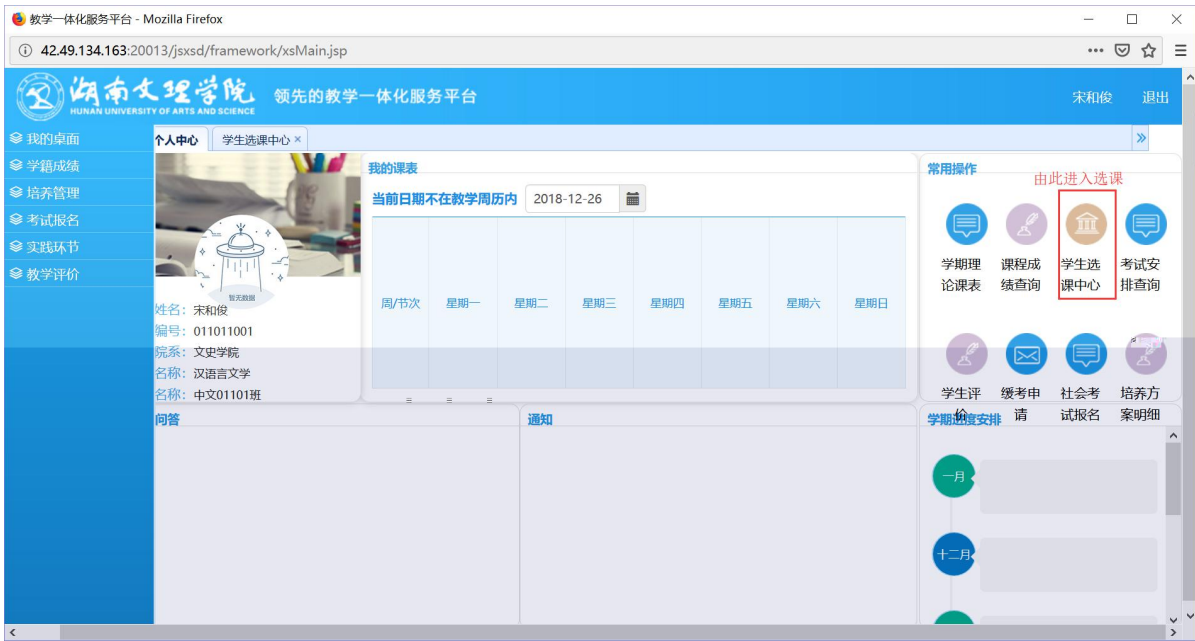 教学一体化服务平台 - Mozilla Firefox
42.49.134.163:20013/jsxsd/framework/xsMain.jsp
湖南文理学院
HUNAN UNIVERSITY OF ARTS AND SCIENCE
领先的教学一体化服务平台
宋和俊 退出
我的桌面
学籍成绩
培养管理
考试报名
实践环节
教学评价
个人中心 学生选课中心 ×
暂无数据
姓名：宋和俊
编号：011011001
院系：文史学院
名称：汉语言文学
名称：中文01101班
我的课表
当前日期不在教学周历内 2018-12-26
周/节次 星期一 星期二 星期三 星期四 星期五 星期六 星期日
常用操作
由此进入选课
学期理论课表
课程成绩查询
学生选课中心
考试安排查询
学生评价
缓考申请
社会考试报名
培养方案明细
问答
通知
学期进度安排
一月
十二月